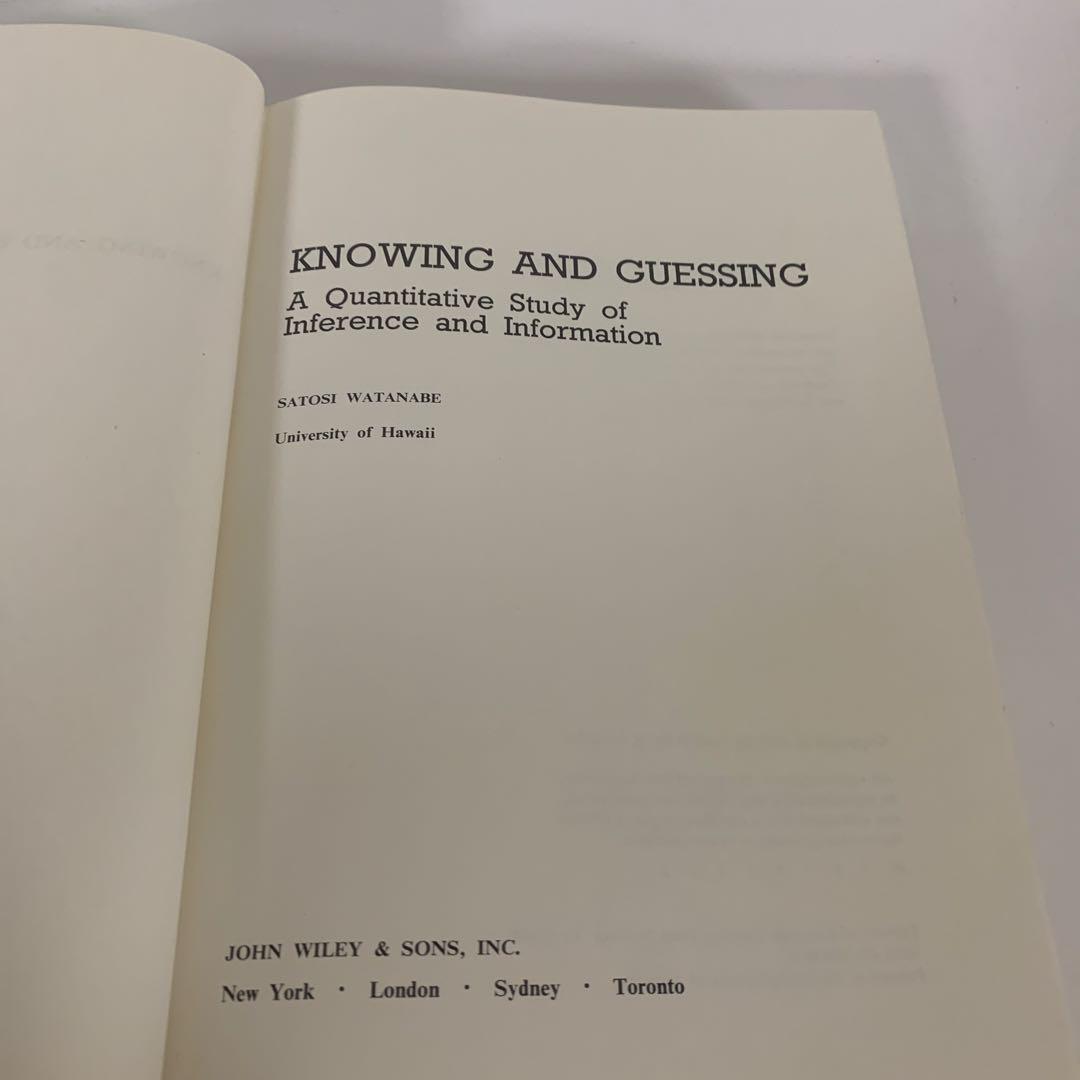 KNOWING AND GUESSING
A Quantitative Study of
Inference and Information
SATOSI WATANABE
University of Hawaii
JOHN WILEY & SONS, INC.
New York · London · Sydney · Toronto